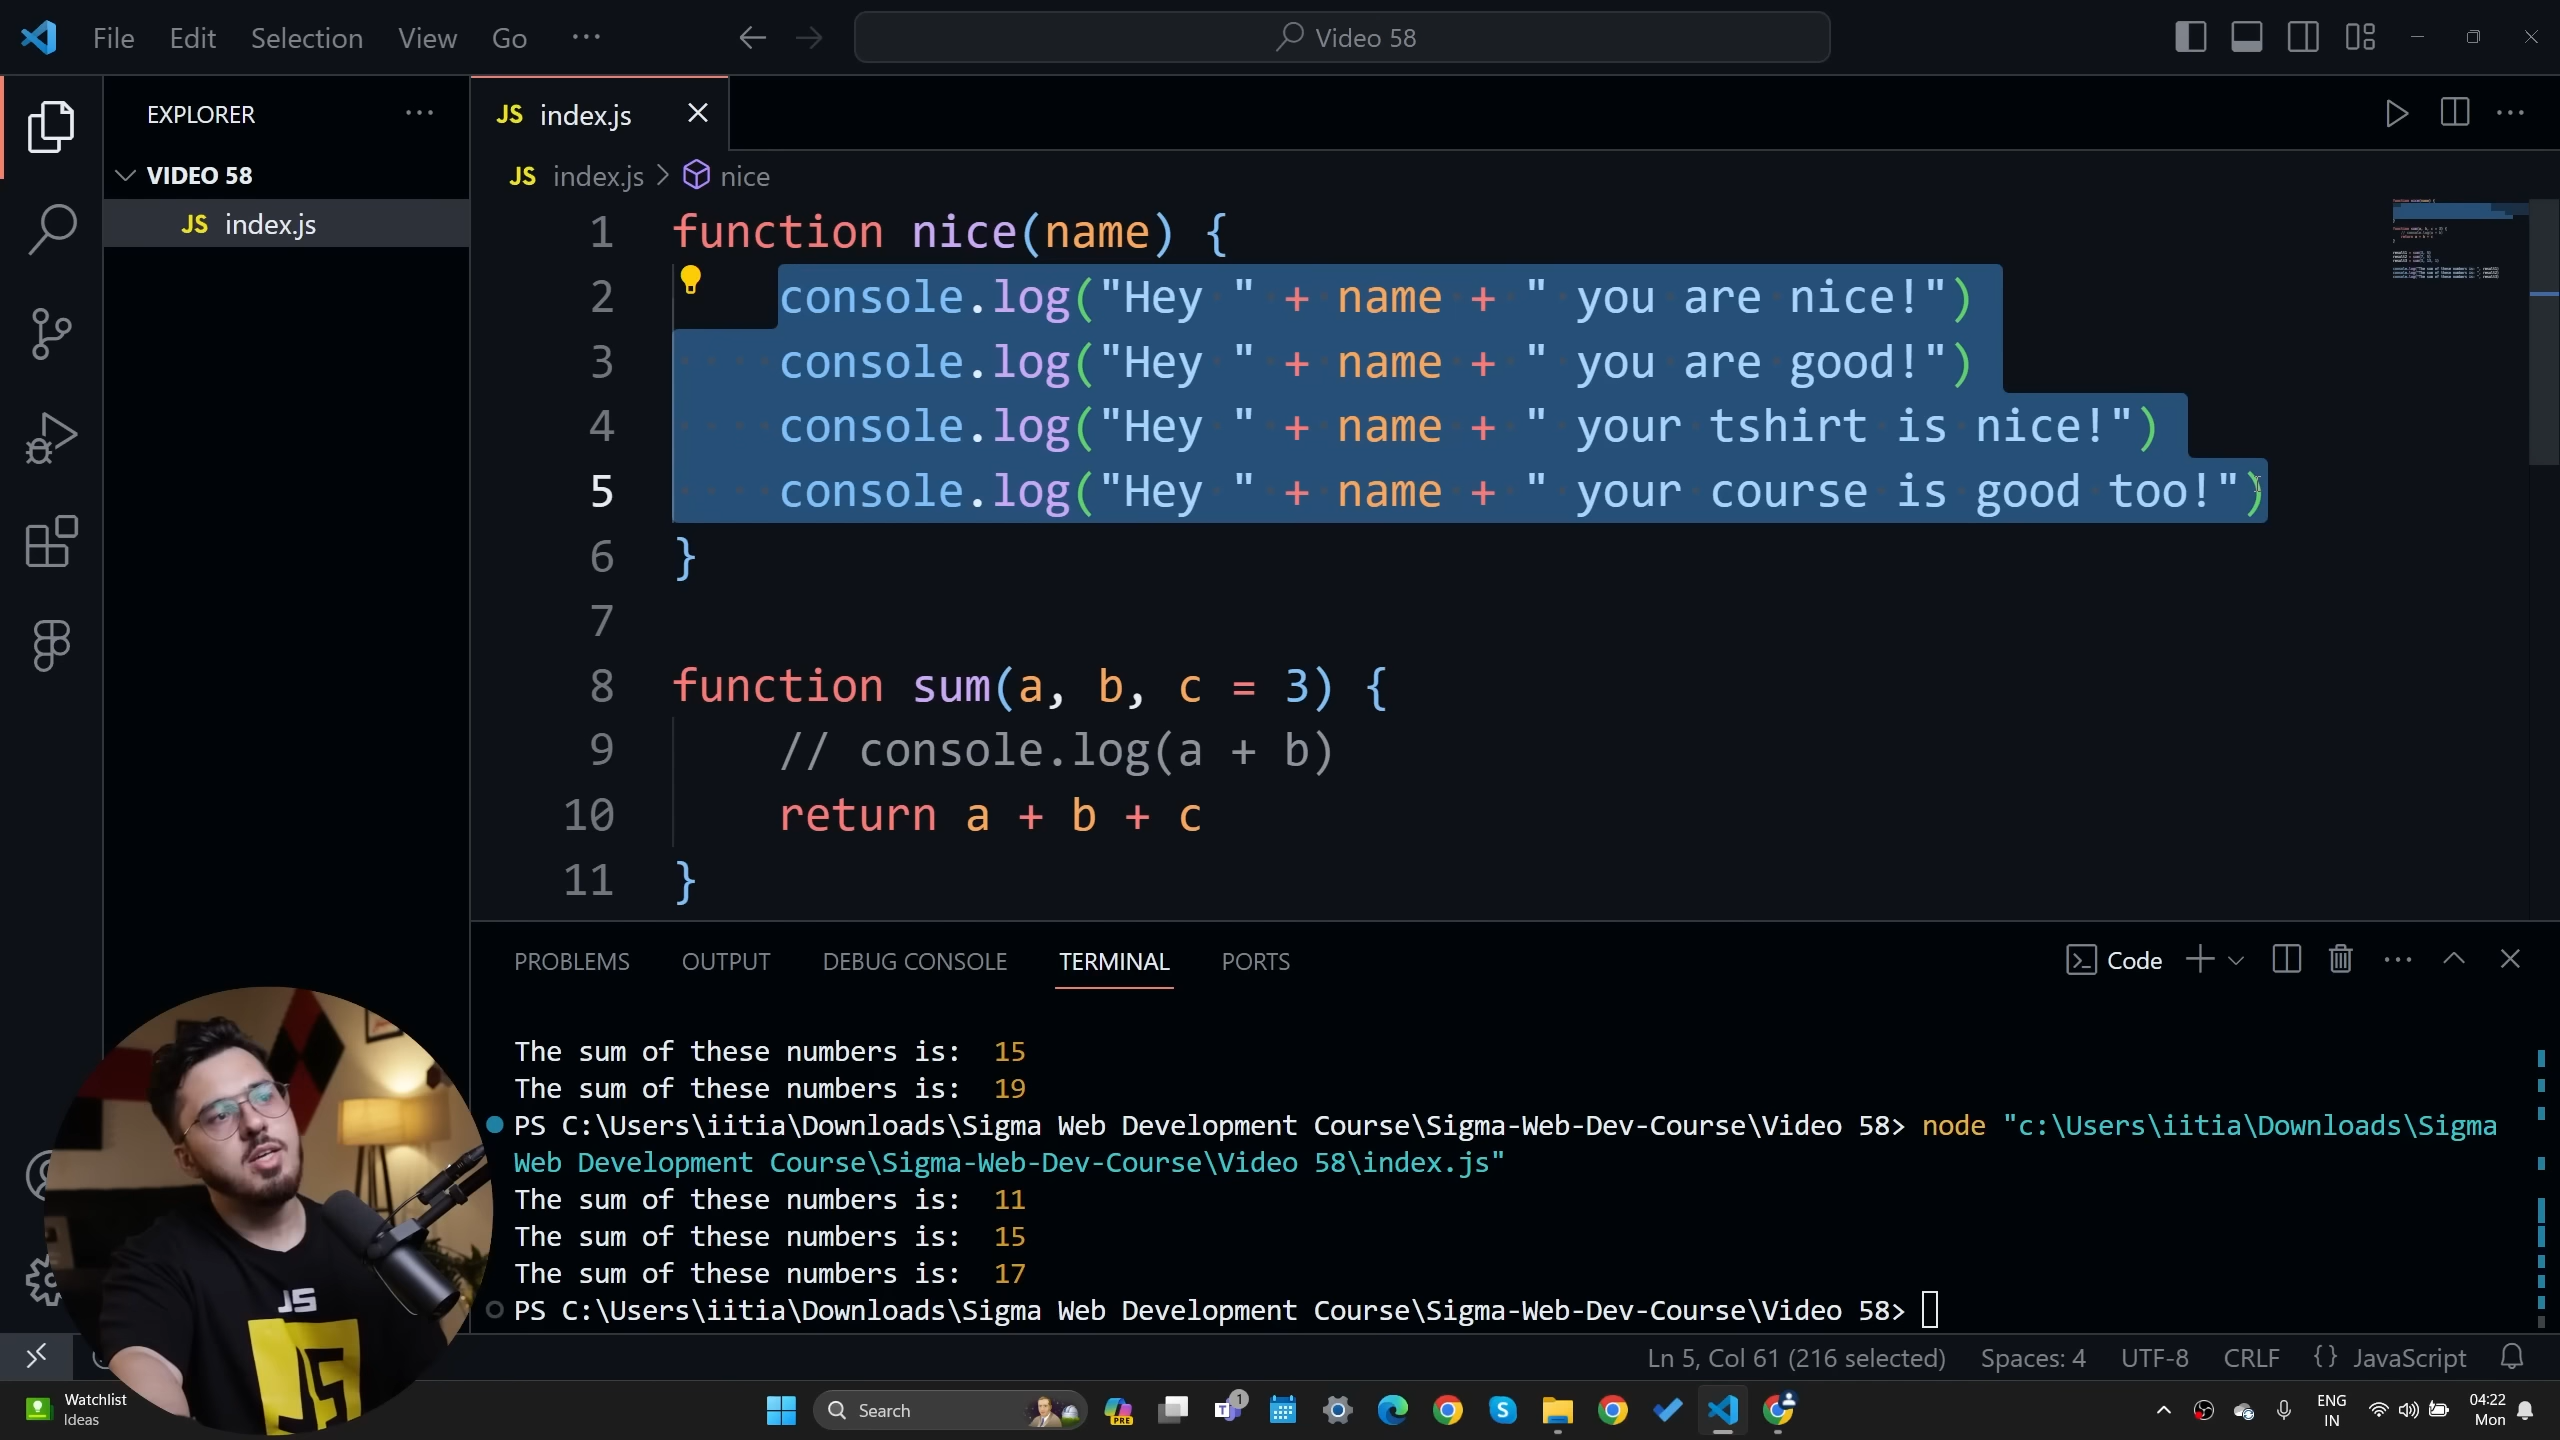 File Edit Selection View Go ...
Video 58
EXPLORER
VIDEO 58
JS index.js
JS index.js
JS index.js > nice
1 function nice(name) {
2 console.log("Hey " + name + " you are nice!")
3 console.log("Hey " + name + " you are good!")
4 console.log("Hey " + name + " your tshirt is nice!")
5 console.log("Hey " + name + " your course is good too!")
6 }
7
8 function sum(a, b, c = 3) {
9 // console.log(a + b)
10 return a + b + c
11 }
PROBLEMS OUTPUT DEBUG CONSOLE TERMINAL PORTS
Code
The sum of these numbers is:  15
The sum of these numbers is:  19
PS C:\Users\iitia\Downloads\Sigma Web Development Course\Sigma-Web-Dev-Course\Video 58> node "c:\Users\iitia\Downloads\Sigma
Web Development Course\Sigma-Web-Dev-Course\Video 58\index.js"
The sum of these numbers is:  11
The sum of these numbers is:  15
The sum of these numbers is:  17
PS C:\Users\iitia\Downloads\Sigma Web Development Course\Sigma-Web-Dev-Course\Video 58>
JS
JS
Ln 5, Col 61 (216 selected) Spaces: 4 UTF-8 CRLF {} JavaScript
Watchlist
Ideas
Search
PRE
1
ENG
IN
04:22
Mon